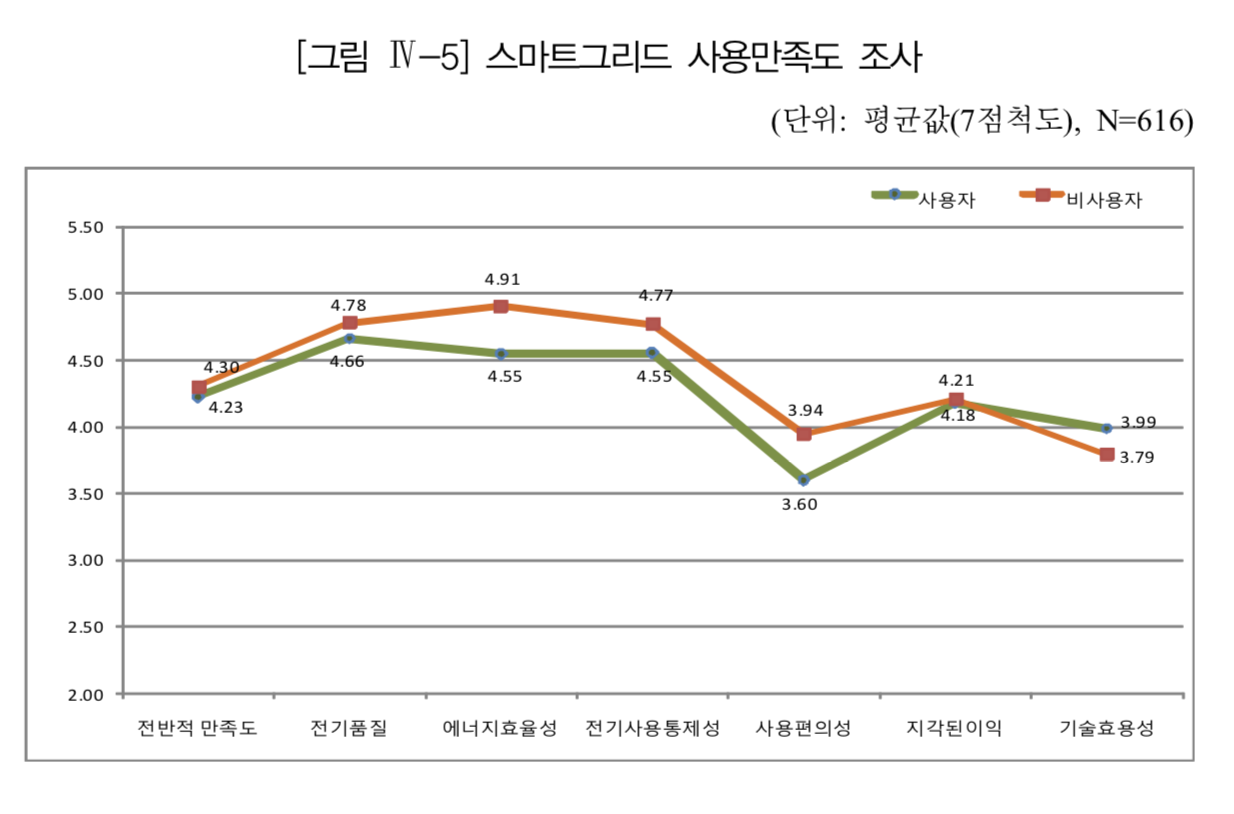 [그림 Ⅳ-5] 스마트그리드 사용만족도 조사
(단위: 평균값(7점척도), N=616)
사용자 비사용자
5.50
5.00
4.50
4.00
3.50
3.00
2.50
2.00
4.30 4.78 4.91 4.77 3.94 4.21 3.79
4.23 4.66 4.55 4.55 3.60 4.18 3.99
전반적 만족도 전기품질 에너지효율성 전기사용통제성 사용편의성 지각된이익 기술효용성